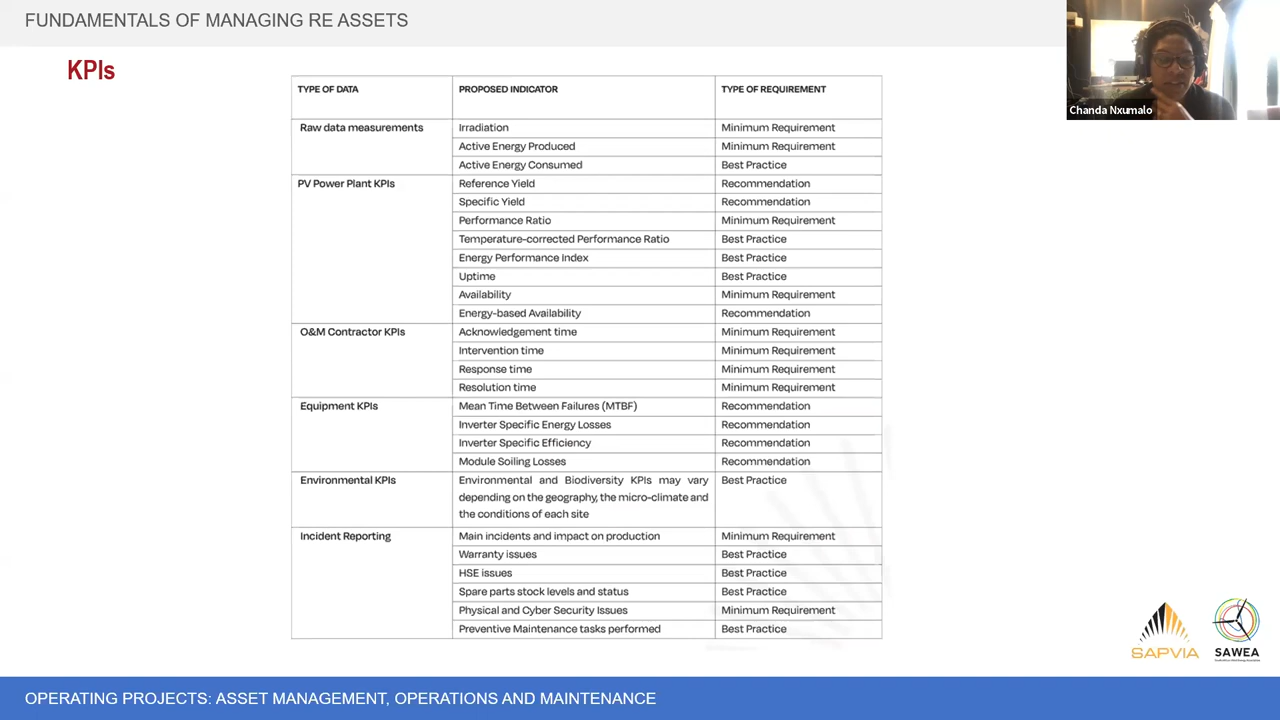 FUNDAMENTALS OF MANAGING RE ASSETS
KPIs
Chanda Nxumalo
TYPE OF DATA PROPOSED INDICATOR TYPE OF REQUIREMENT
Raw data measurements Irradiation Minimum Requirement
Active Energy Produced Minimum Requirement
Active Energy Consumed Best Practice
PV Power Plant KPIs Reference Yield Recommendation
Specific Yield Recommendation
Performance Ratio Minimum Requirement
Temperature-corrected Performance Ratio Best Practice
Energy Performance Index Best Practice
Uptime Best Practice
Availability Minimum Requirement
Energy-based Availability Recommendation
O&M Contractor KPIs Acknowledgement time Minimum Requirement
Intervention time Minimum Requirement
Response time Minimum Requirement
Resolution time Minimum Requirement
Equipment KPIs Mean Time Between Failures (MTBF) Recommendation
Inverter Specific Energy Losses Recommendation
Inverter Specific Efficiency Recommendation
Module Soiling Losses Recommendation
Environmental KPIs Environmental and Biodiversity KPIs may vary Best Practice
depending on the geography, the micro-climate and
the conditions of each site
Incident Reporting Main incidents and impact on production Minimum Requirement
Warranty issues Best Practice
HSE issues Best Practice
Spare parts stock levels and status Best Practice
Physical and Cyber Security Issues Minimum Requirement
Preventive Maintenance tasks performed Best Practice
SAPVIA
SAWEA
OPERATING PROJECTS: ASSET MANAGEMENT, OPERATIONS AND MAINTENANCE